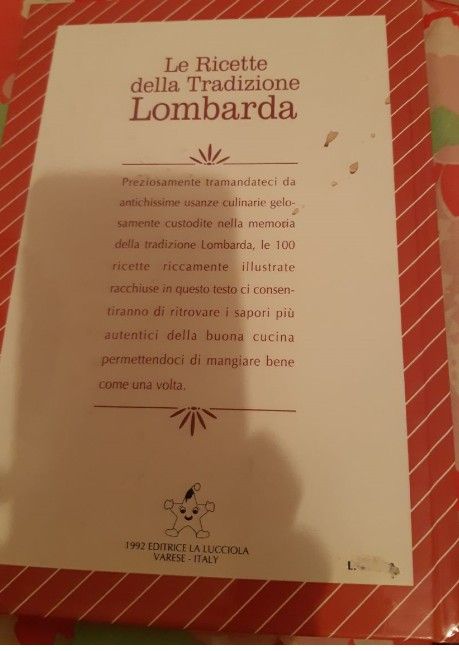 Le Ricette
della Tradizione
Lombarda
Preziosamente tramandateci da
antichissime usanze culinarie gelo-
samente custodite nella memoria
della tradizione Lombarda, le 100
ricette riccamente illustrate
racchiuse in questo testo ci consen-
tiranno di ritrovare i sapori più
autentici della buona cucina
permettendoci di mangiare bene
come una volta.
1992 EDITRICE LA LUCCIOLA
VARESE - ITALY
L.